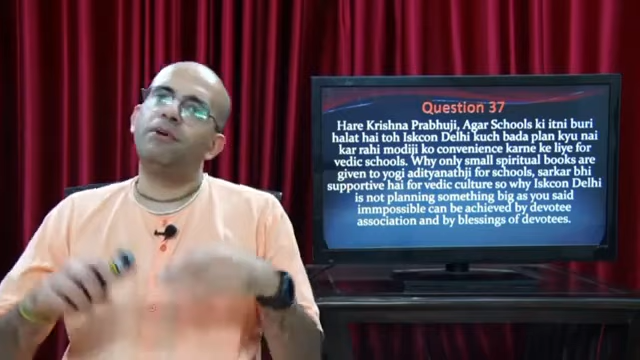 Question 37
Hare Krishna Prabhuji, Agar Schools ki itni buri
halat hai toh Iskcon Delhi kuch bada plan kyu nai
kar rahi modiji ko convenience karne ke liye for
vedic schools. Why only small spiritual books are
given to yogi adityanathji for schools, sarkar bhi
supportive hai for vedic culture so why Iskcon Delhi
is not planning something big as you said
immpossible can be achieved by devotee
association and by blessings of devotees.